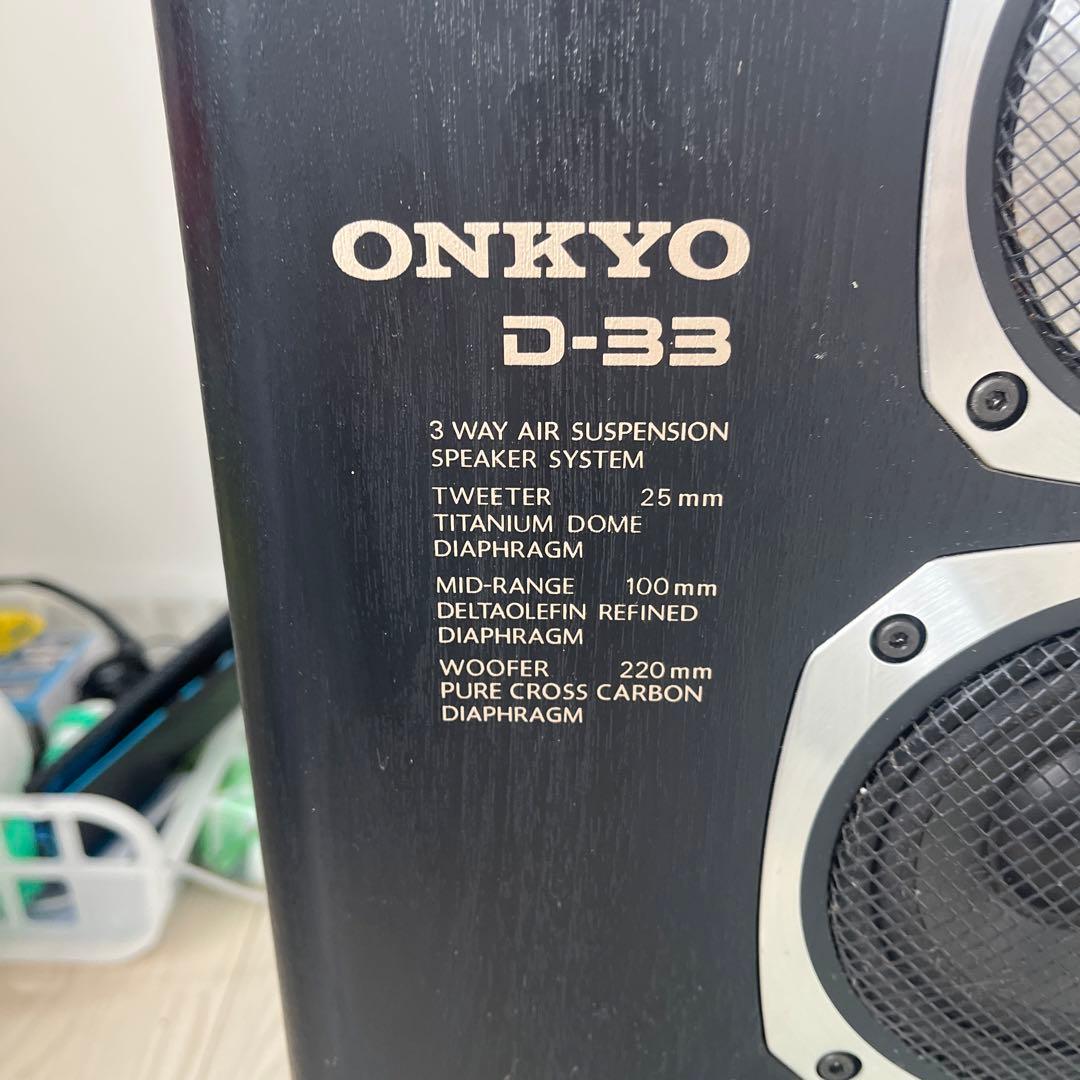 ONKYO
D-33
3 WAY AIR SUSPENSION
SPEAKER SYSTEM
TWEETER 25 mm
TITANIUM DOME
DIAPHRAGM
MID-RANGE 100 mm
DELTAOLEFIN REFINED
DIAPHRAGM
WOOFER 220 mm
PURE CROSS CARBON
DIAPHRAGM